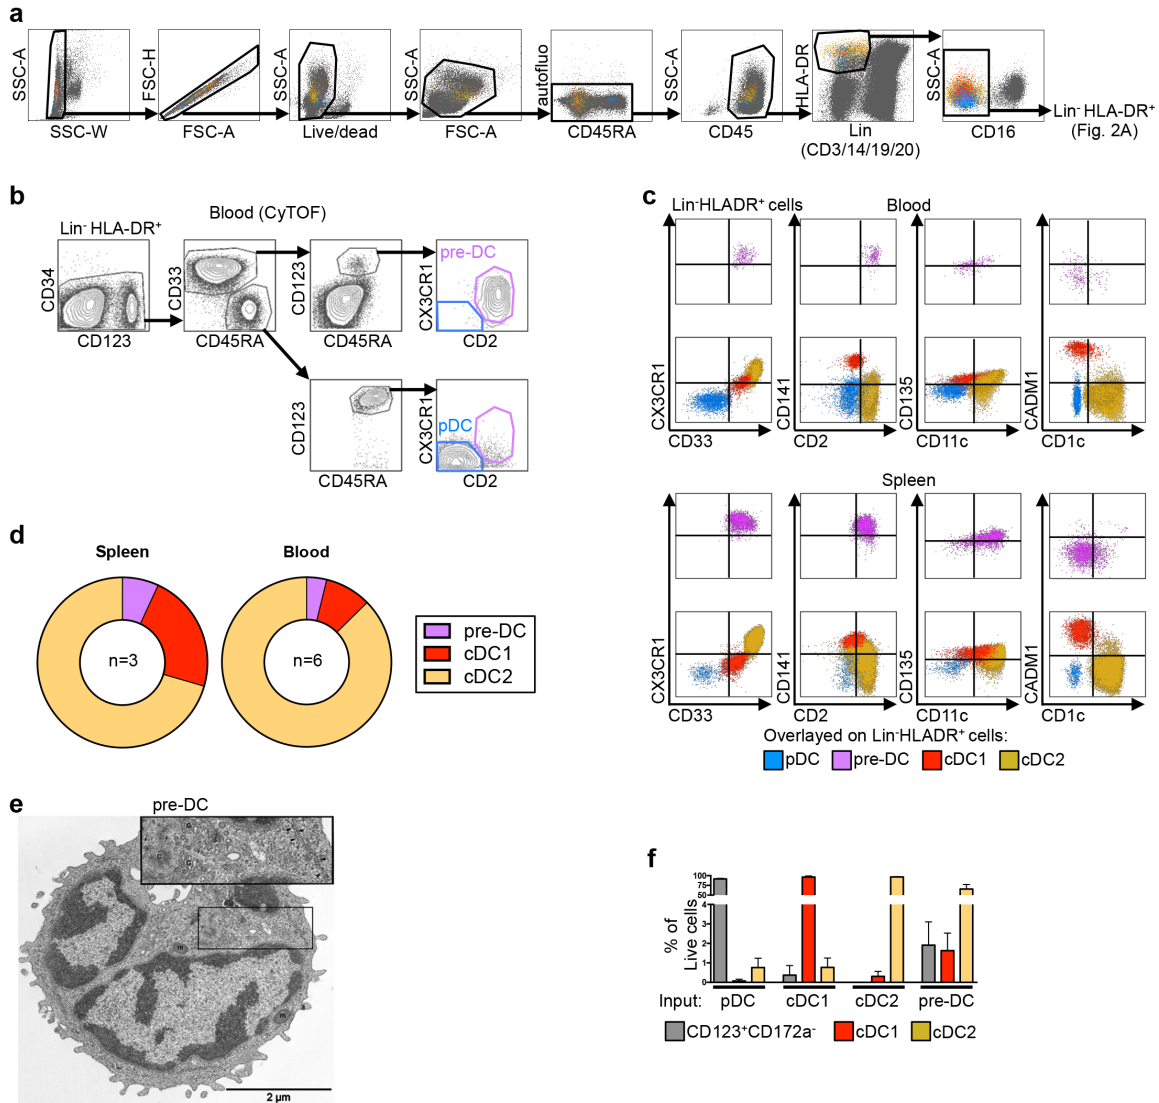 a
SSC-A
SSC-W
FSC-H
FSC-A
SSC-A
Live/dead
SSC-A
FSC-A
autofluo
CD45RA
SSC-A
CD45
HLA-DR
Lin
(CD3/14/19/20)
SSC-A
CD16
Lin⁻ HLA-DR⁺
(Fig. 2A)
b
Blood (CyTOF)
Lin⁻ HLA-DR⁺
CD34
CD123
CD33
CD45RA
CD123
CD45RA
CX3CR1
pre-DC
CD2
CD123
CD45RA
CX3CR1
pDC
CD2
c
Lin⁻HLADR⁺ cells
Blood
CX3CR1
CD33
CD141
CD2
CD135
CD11c
CADM1
CD1c
Spleen
CX3CR1
CD33
CD141
CD2
CD135
CD11c
CADM1
CD1c
Overlayed on Lin⁻HLADR⁺ cells:
pDC
pre-DC
cDC1
cDC2
d
Spleen
Blood
n=3
n=6
pre-DC
cDC1
cDC2
e
pre-DC
m
m
2 μm
f
% of
Live cells
100
75
50
4
3
2
1
0
Input:
pDC
cDC1
cDC2
pre-DC
CD123⁺CD172a⁻
cDC1
cDC2